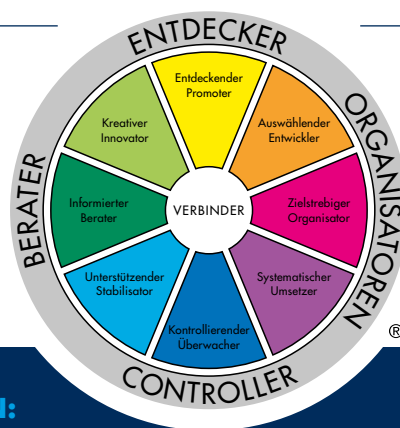 ENTDECKER
Entdeckender
Promoter
Kreativer
Innovator
Auswählender
Entwickler
ORGANISATOREN
BERATER
Informierter
Berater
VERBINDER
Zielstrebiger
Organisator
Unterstützender
Stabilisator
Systematischer
Umsetzer
Kontrollierender
Überwacher
®
CONTROLLER